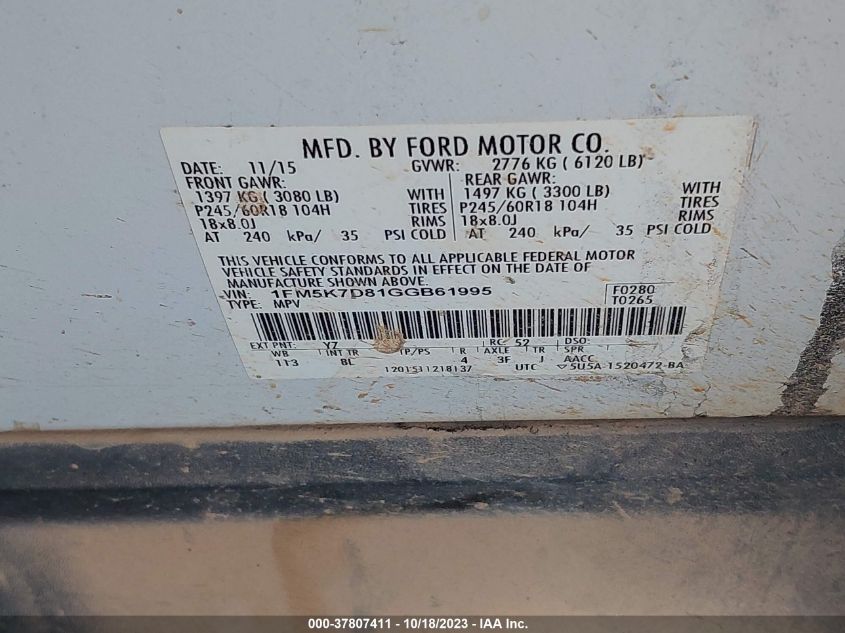 MFD. BY FORD MOTOR CO.
DATE: 11/15 GVWR: 2776 KG ( 6120 LB)
FRONT GAWR: REAR GAWR:
1397 KG ( 3080 LB) WITH 1497 KG ( 3300 LB) WITH
P245/60R18 104H TIRES P245/60R18 104H TIRES
18x8.0J RIMS 18x8.0J RIMS
AT 240 kPa/ 35 PSI COLD AT 240 kPa/ 35 PSI COLD
THIS VEHICLE CONFORMS TO ALL APPLICABLE FEDERAL MOTOR
VEHICLE SAFETY STANDARDS IN EFFECT ON THE DATE OF
MANUFACTURE SHOWN ABOVE.
VIN: 1FM5K7D81GGB61995 F0280
TYPE: MPV T0265
EXT PNT: YZ RC: 52 DSO:
WB INT TR TP/PS R AXLE TR SPR
113 8L 4 3F J AACC
1201511218137 UTC 5U5A-1520472-BA
000-37807411 - 10/18/2023 - IAA Inc.